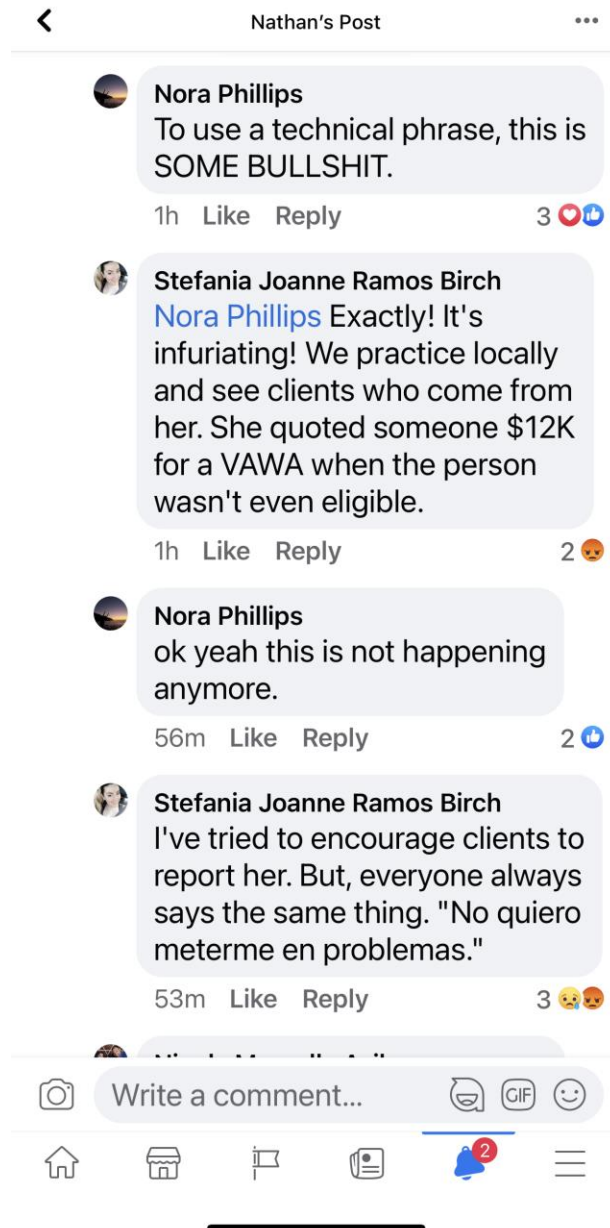 Nathan's Post
Nora Phillips
To use a technical phrase, this is
SOME BULLSHIT.
1h Like Reply 3
Stefania Joanne Ramos Birch
Nora Phillips Exactly! It's
infuriating! We practice locally
and see clients who come from
her. She quoted someone $12K
for a VAWA when the person
wasn't even eligible.
1h Like Reply 2
Nora Phillips
ok yeah this is not happening
anymore.
56m Like Reply 2
Stefania Joanne Ramos Birch
I've tried to encourage clients to
report her. But, everyone always
says the same thing. "No quiero
meterme en problemas."
53m Like Reply 3
Write a comment...
GIF
2